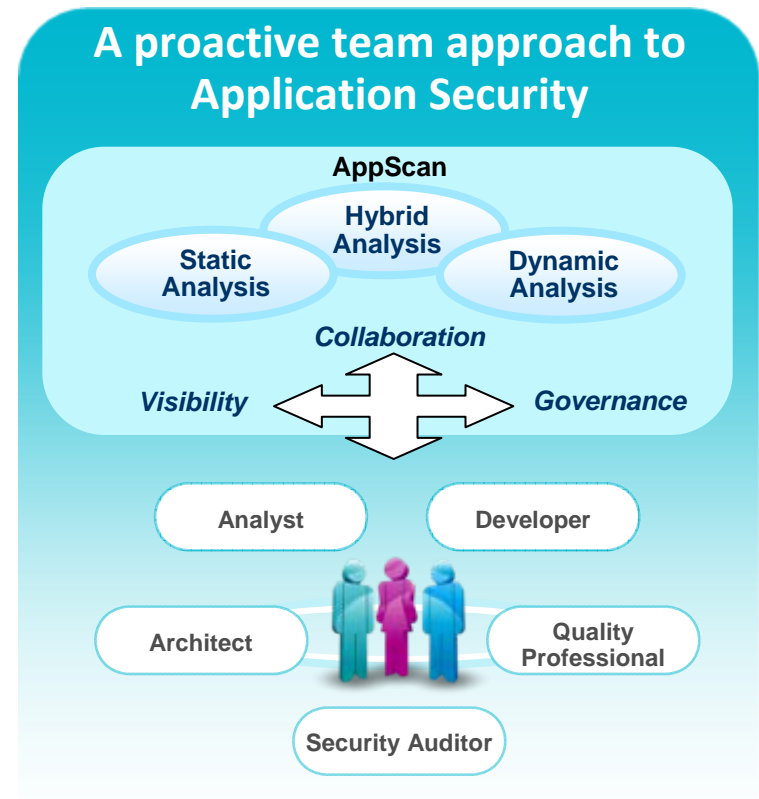 A proactive team approach to
Application Security
AppScan
Hybrid
Analysis
Static
Analysis
Dynamic
Analysis
Collaboration
Visibility
Governance
Analyst
Developer
Architect
Quality
Professional
Security Auditor